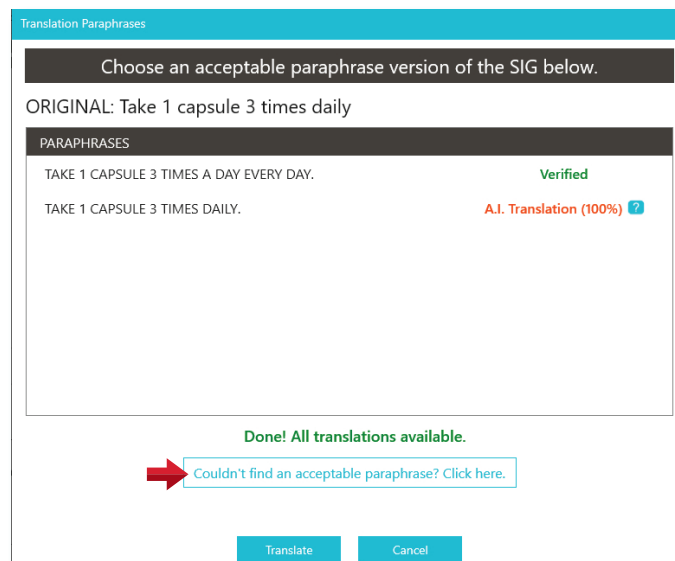 Translation Paraphrases
Choose an acceptable paraphrase version of the SIG below.
ORIGINAL: Take 1 capsule 3 times daily
PARAPHRASES
TAKE 1 CAPSULE 3 TIMES A DAY EVERY DAY. Verified
TAKE 1 CAPSULE 3 TIMES DAILY. A.I. Translation (100%) ?
Done! All translations available.
Couldn't find an acceptable paraphrase? Click here.
Translate Cancel